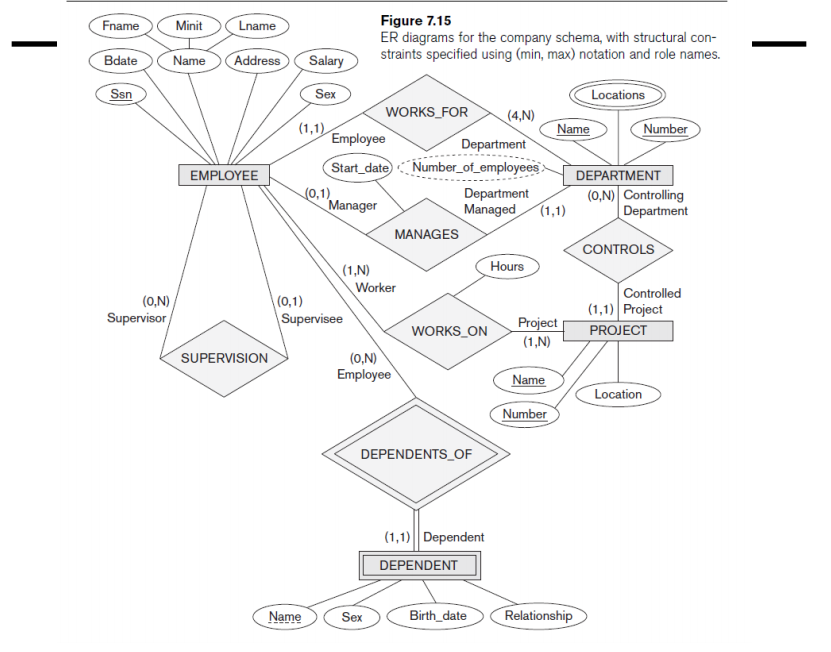 Figure 7.15
ER diagrams for the company schema, with structural con-
straints specified using (min, max) notation and role names.
Fname
Minit
Lname
Bdate
Name
Address
Salary
Ssn
Sex
WORKS_FOR
(1,1)
Employee
(4,N)
Department
Locations
Name
Number
Start_date
Number_of_employees
EMPLOYEE
DEPARTMENT
(0,1)
Manager
MANAGES
Department
Managed
(1,1)
(0,N)
Controlling
Department
CONTROLS
Hours
(1,N)
Worker
Controlled
Project
(1,1)
(0,N)
Supervisor
(0,1)
Supervisee
WORKS_ON
Project
(1,N)
PROJECT
SUPERVISION
(0,N)
Employee
Name
Number
Location
DEPENDENTS_OF
(1,1)
Dependent
DEPENDENT
Name
Sex
Birth_date
Relationship